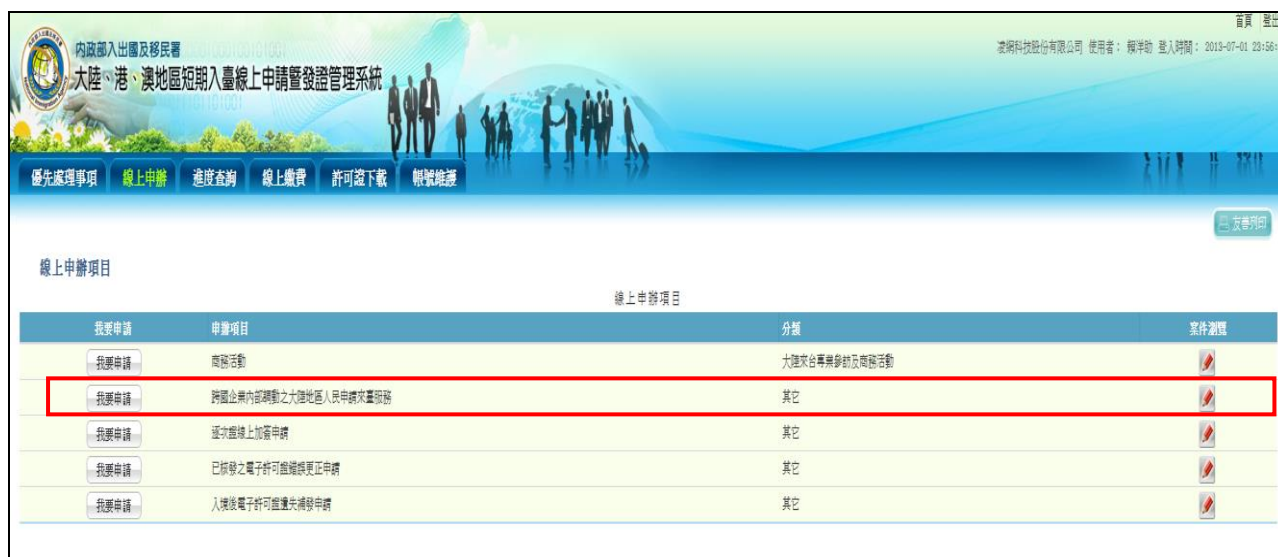 首頁 登出
內政部入出國及移民署
大陸、港、澳地區短期入臺線上申請暨發證管理系統
凌網科技股份有限公司 使用者： 賴洋助 登入時間： 2013-07-01 23:56:
優先處理事項 線上申辦 進度查詢 線上繳費 許可證下載 帳號維護
友善列印
線上申辦項目
線上申辦項目
我要申請 申辦項目 分類 案件瀏覽
我要申請 商務活動 大陸來台專業參訪及商務活動
我要申請 跨國企業內部調動之大陸地區人民申請來臺服務 其它
我要申請 逐次證線上加簽申請 其它
我要申請 已核發之電子許可證錯誤更正申請 其它
我要申請 入境後電子許可證遺失補發申請 其它